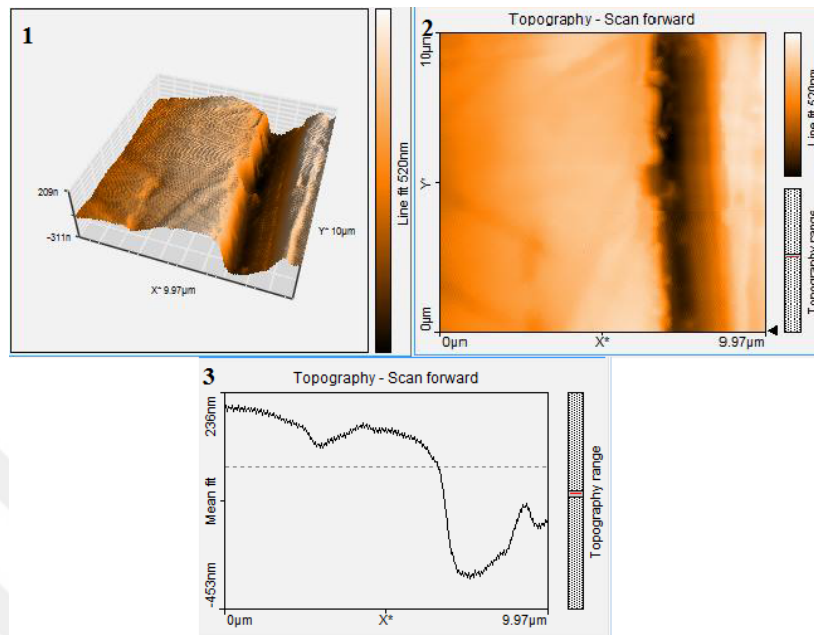 1
209n
-311n
X* 9.97µm
Y* 10µm
Line fit 520nm
2
Topography - Scan forward
10µm
Y*
0µm
0µm
X*
9.97µm
Line fit 520nm
Topography range
3
Topography - Scan forward
236nm
Mean fit
-453nm
0µm
X*
9.97µm
Topography range